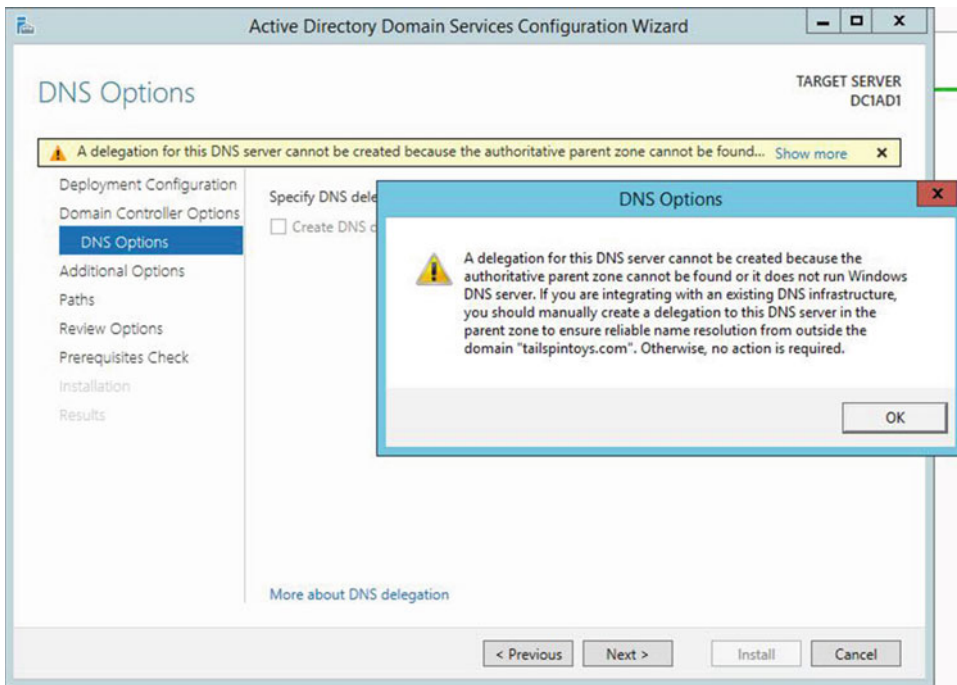 Active Directory Domain Services Configuration Wizard
DNS Options
TARGET SERVER
DC1AD1
A delegation for this DNS server cannot be created because the authoritative parent zone cannot be found... Show more
Deployment Configuration
Domain Controller Options
DNS Options
Additional Options
Paths
Review Options
Prerequisites Check
Installation
Results
Specify DNS dele
Create DNS d
DNS Options
A delegation for this DNS server cannot be created because the
authoritative parent zone cannot be found or it does not run Windows
DNS server. If you are integrating with an existing DNS infrastructure,
you should manually create a delegation to this DNS server in the
parent zone to ensure reliable name resolution from outside the
domain "tailspintoys.com". Otherwise, no action is required.
OK
More about DNS delegation
< Previous
Next >
Install
Cancel